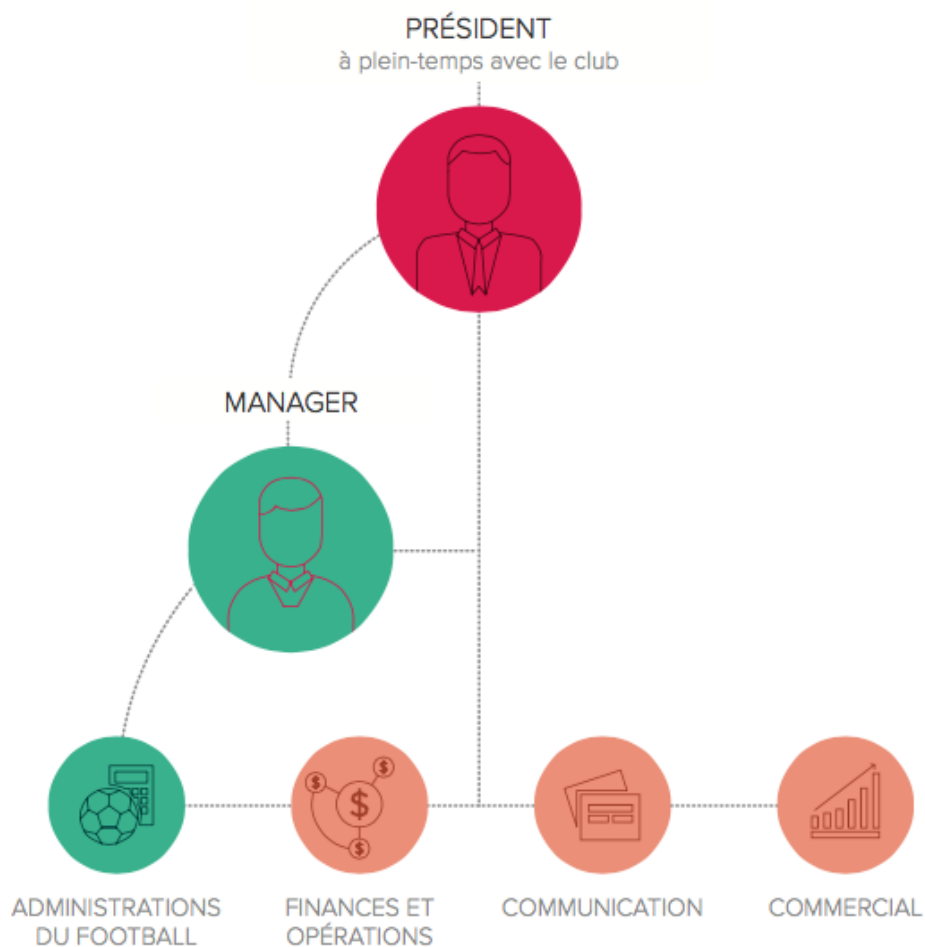 PRÉSIDENT
à plein-temps avec le club
MANAGER
$
$
$
$
ADMINISTRATIONS
DU FOOTBALL
FINANCES ET
OPÉRATIONS
COMMUNICATION
COMMERCIAL